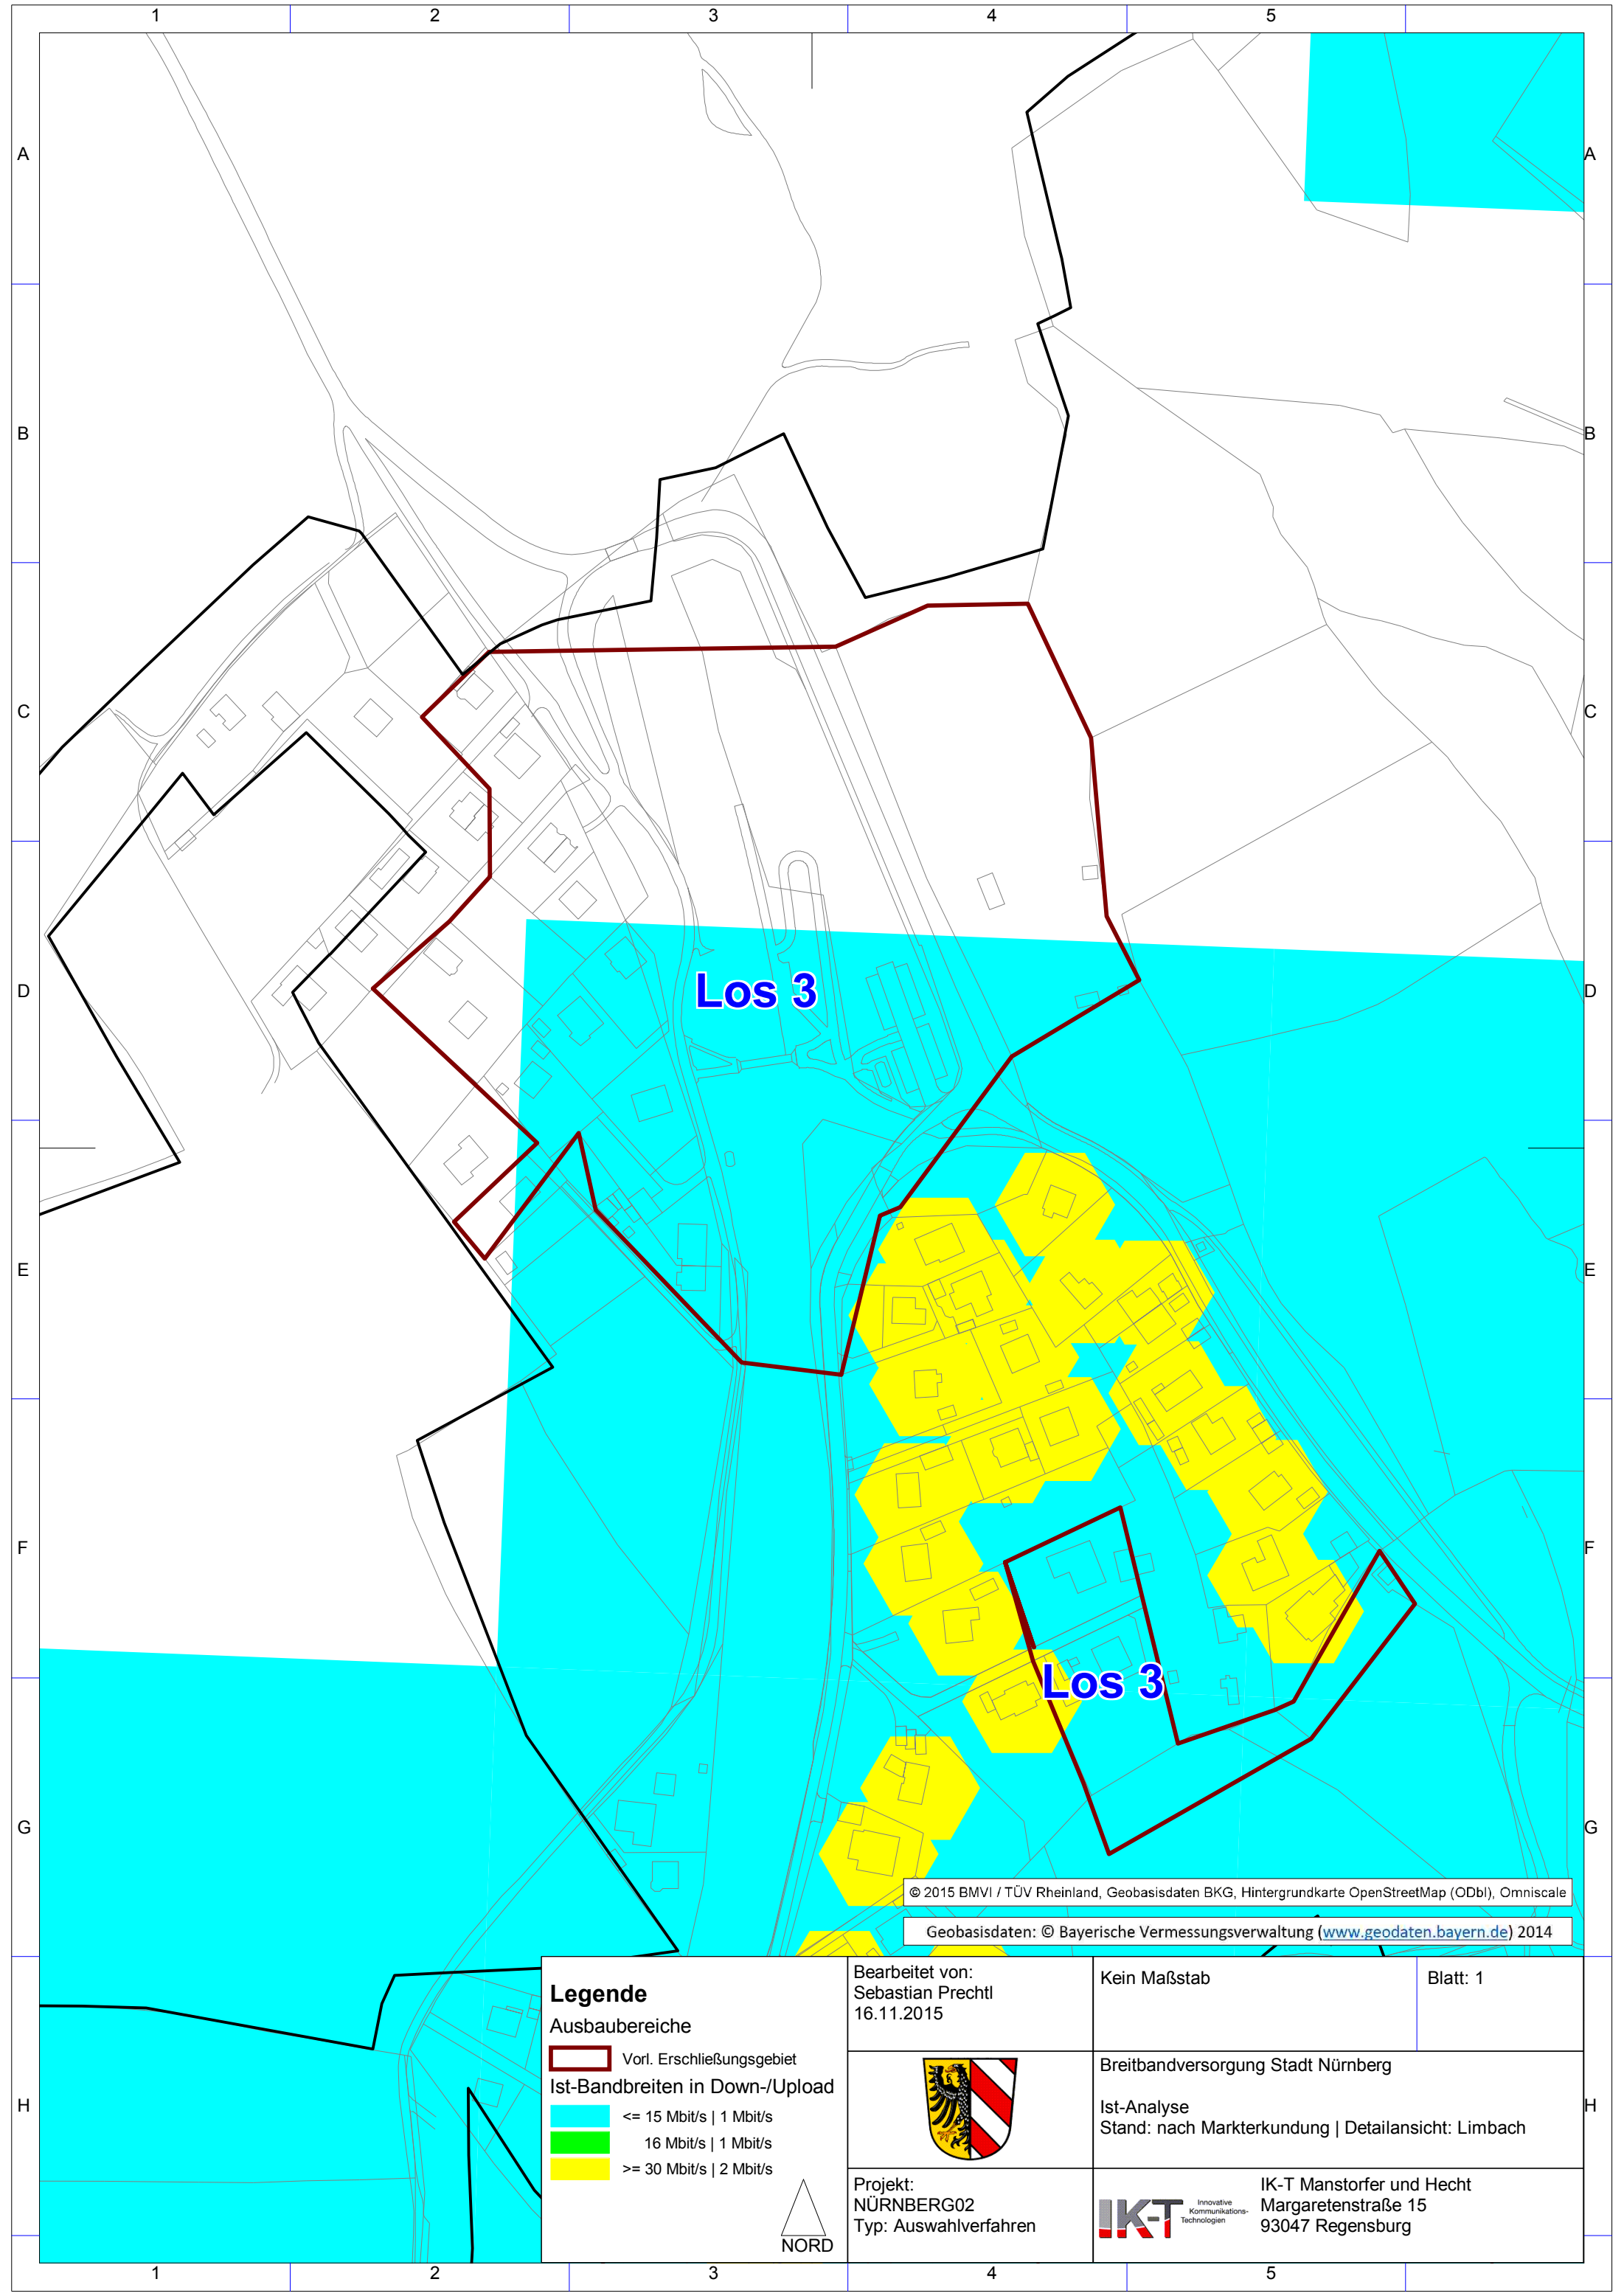 1 2 3 4 5
A A
B B
C C
D D
E E
F F
G G
H H
Los 3
Los 3
© 2015 BMVI / TÜV Rheinland, Geobasisdaten BKG, Hintergrundkarte OpenStreetMap (ODbl), Omniscale
Geobasisdaten: © Bayerische Vermessungsverwaltung (www.geodaten.bayern.de) 2014
Legende
Ausbaubereiche
Vorl. Erschließungsgebiet
Ist-Bandbreiten in Down-/Upload
<= 15 Mbit/s | 1 Mbit/s
16 Mbit/s | 1 Mbit/s
>= 30 Mbit/s | 2 Mbit/s
NORD
Bearbeitet von:
Sebastian Prechtl
16.11.2015
Kein Maßstab
Blatt: 1
Breitbandversorgung Stadt Nürnberg
Ist-Analyse
Stand: nach Markterkundung | Detailansicht: Limbach
Projekt:
NÜRNBERG02
Typ: Auswahlverfahren
IK-T
Innovative
Kommunikations-
Technologien
IK-T Manstorfer und Hecht
Margaretenstraße 15
93047 Regensburg
1 2 3 4 5